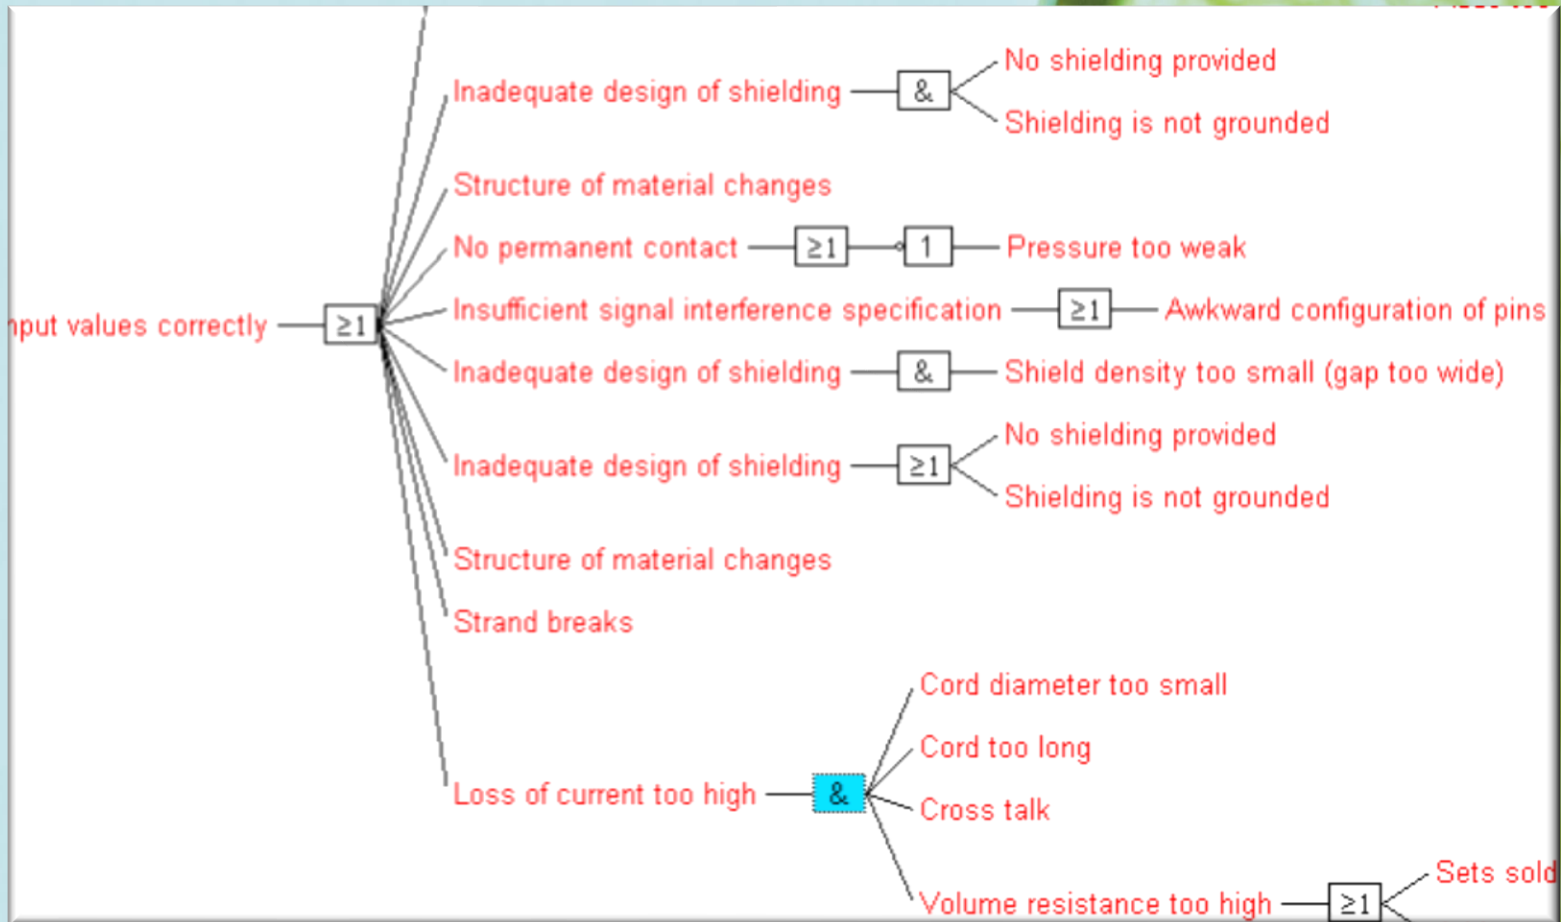 No shielding provided
Inadequate design of shielding & 
Shielding is not grounded
Structure of material changes
No permanent contact ≥1 1 Pressure too weak
Insufficient signal interference specification ≥1 Awkward configuration of pins
values correctly ≥1
Inadequate design of shielding & Shield density too small (gap too wide)
No shielding provided
Inadequate design of shielding ≥1
Shielding is not grounded
Structure of material changes
Strand breaks
Cord diameter too small
Cord too long
Loss of current too high &
Cross talk
Sets sold
Volume resistance too high ≥1